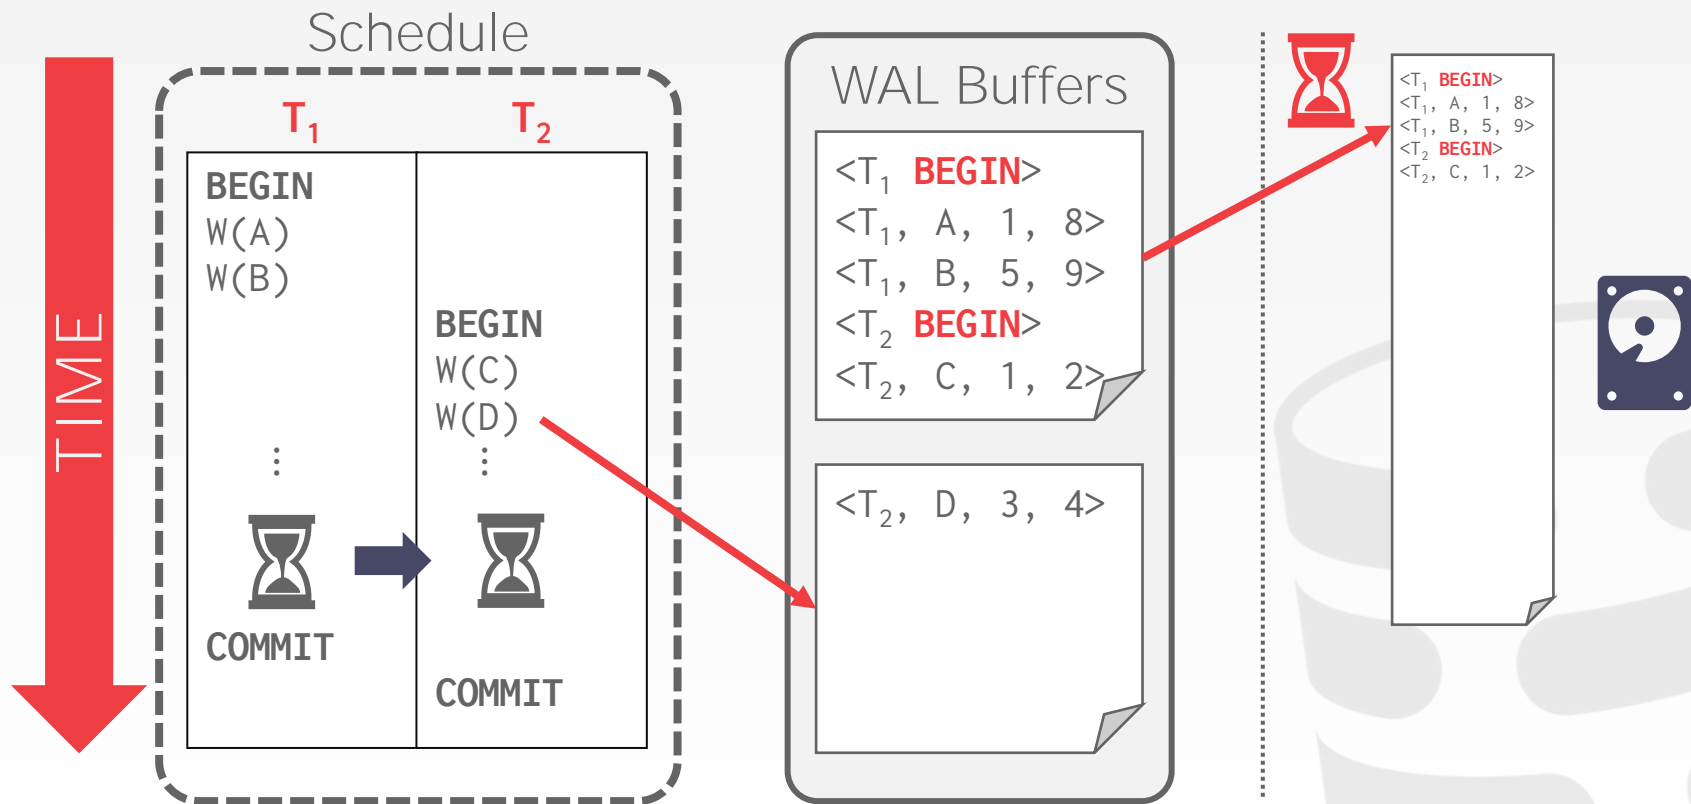 Schedule
TIME
T₁ T₂
BEGIN
W(A)
W(B)
⋮
COMMIT
BEGIN
W(C)
W(D)
⋮
COMMIT
WAL Buffers
<T₁ BEGIN>
<T₁, A, 1, 8>
<T₁, B, 5, 9>
<T₂ BEGIN>
<T₂, C, 1, 2>
<T₂, D, 3, 4>
<T₁ BEGIN>
<T₁, A, 1, 8>
<T₁, B, 5, 9>
<T₂ BEGIN>
<T₂, C, 1, 2>